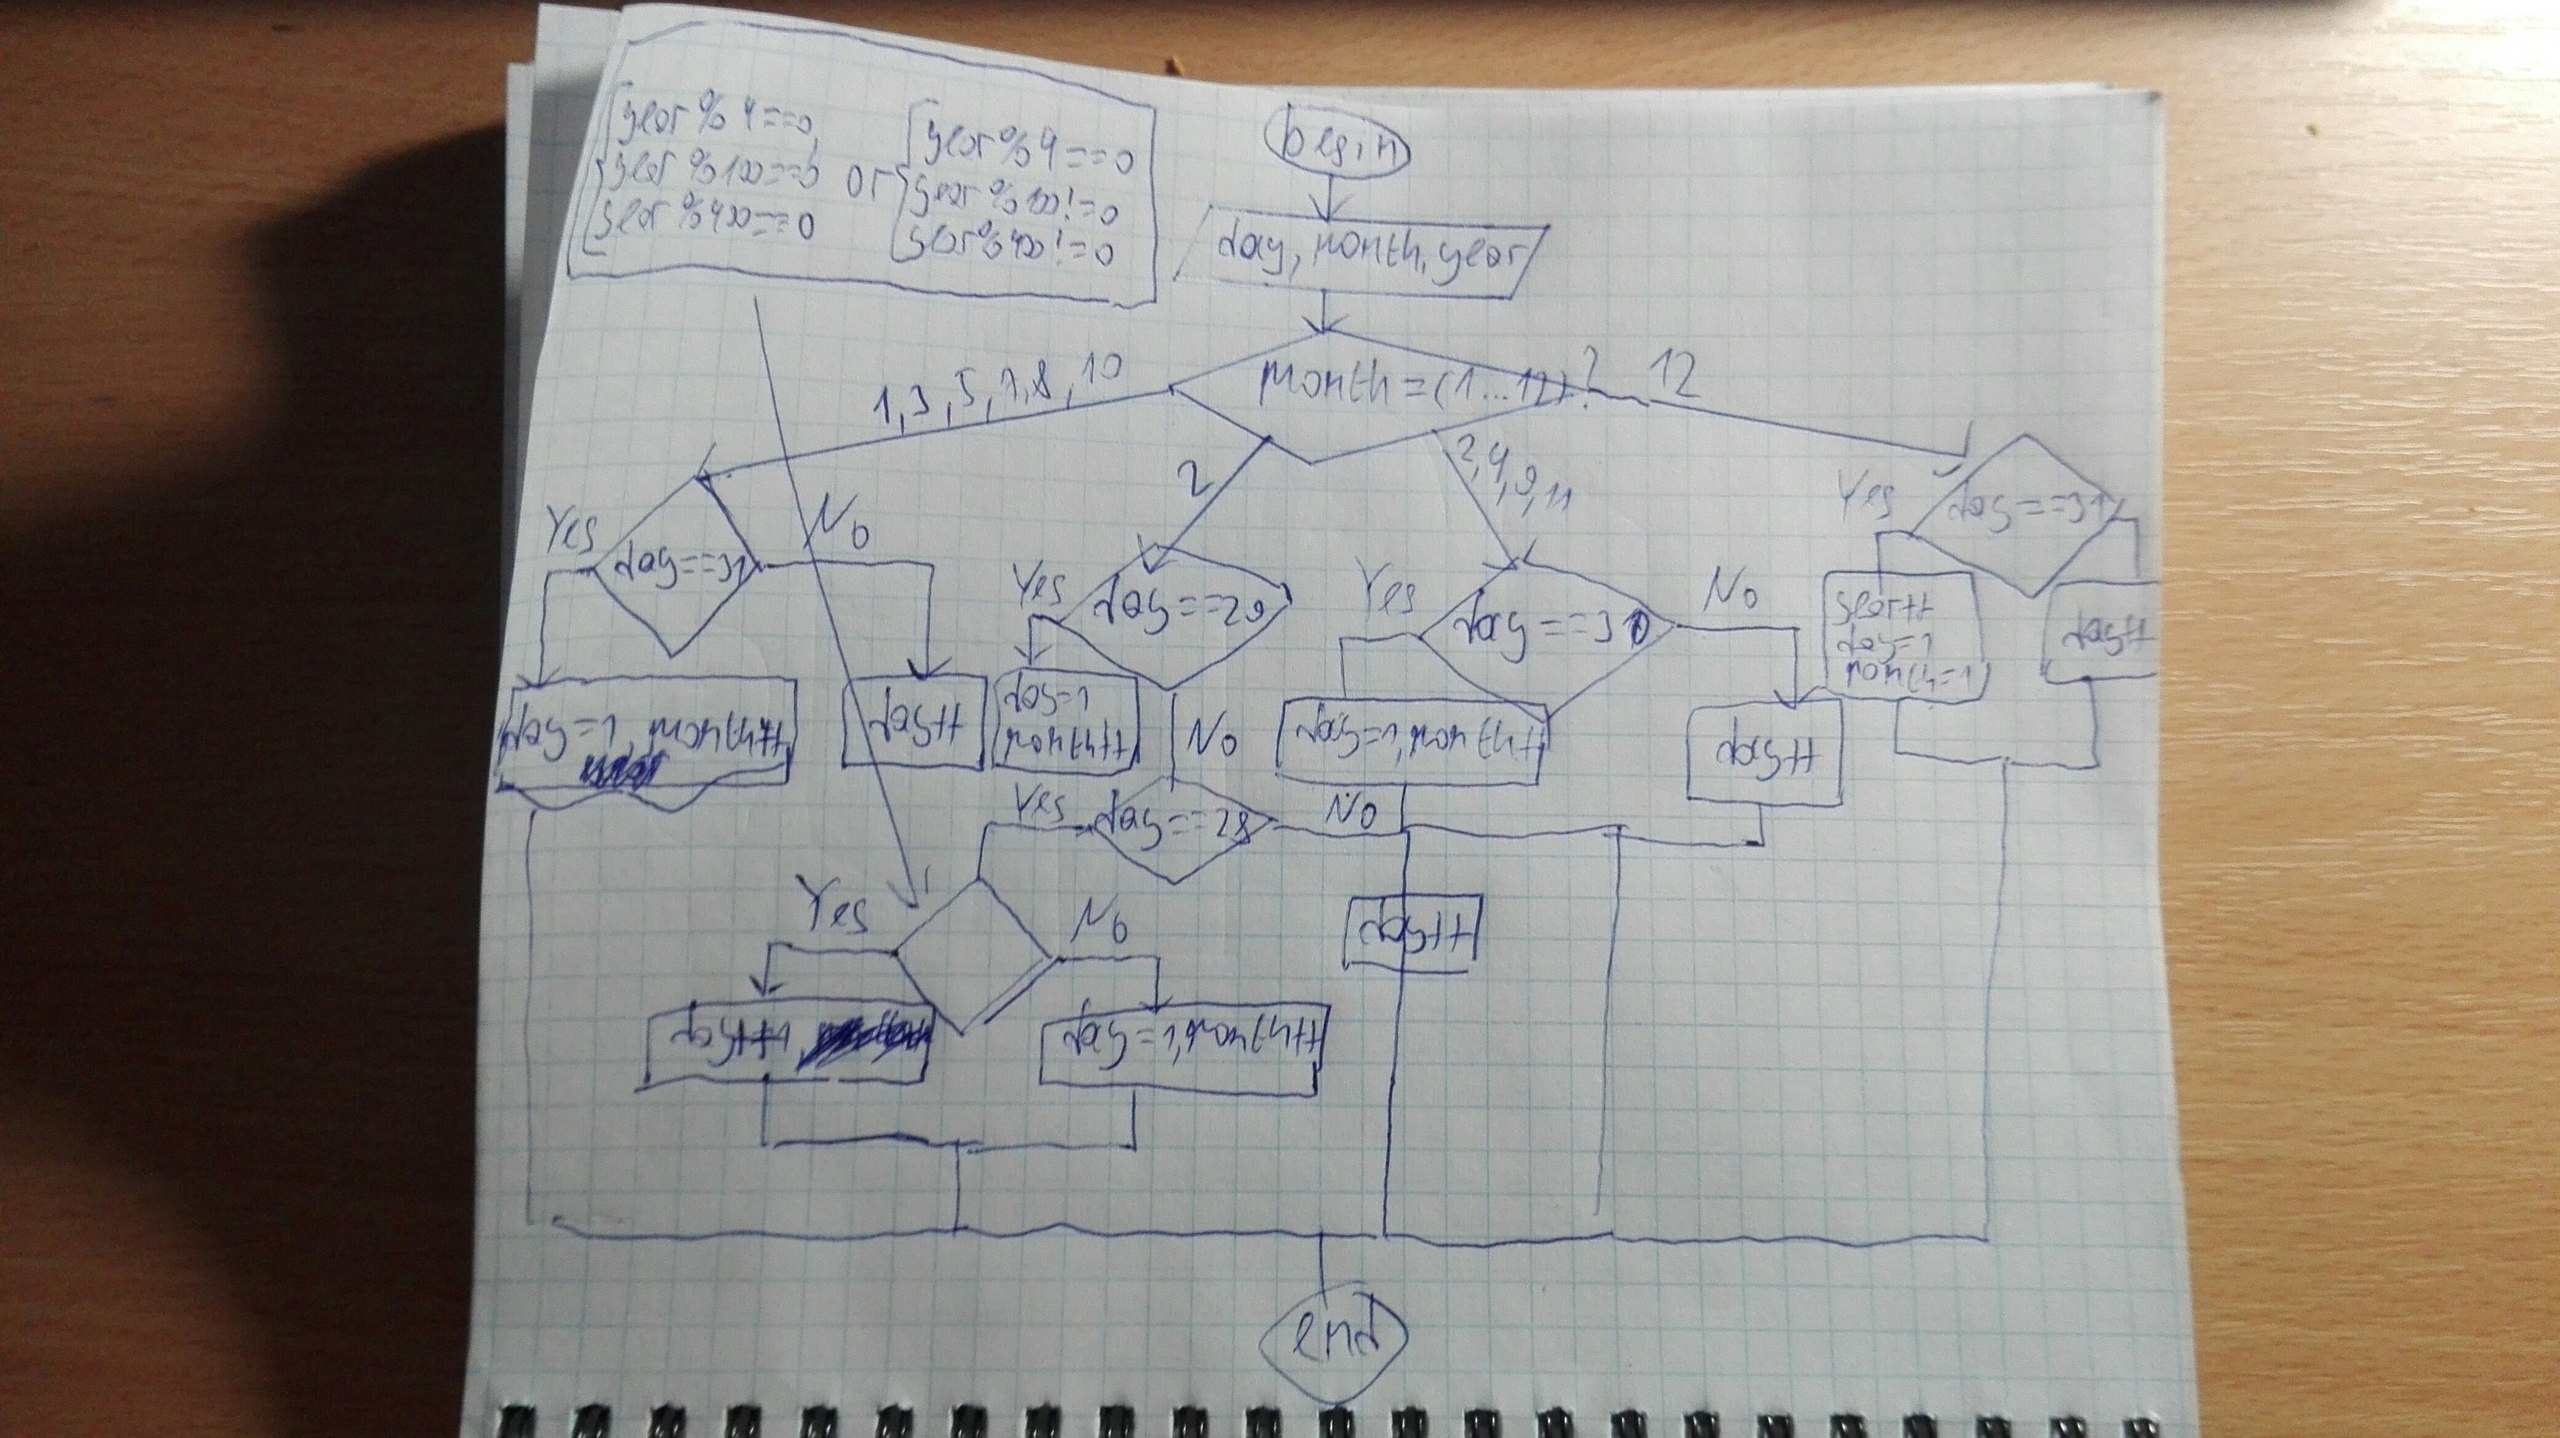 year % 4 == 0,
year % 100 == 0
year % 400 == 0
or
year % 4 == 0
year % 100 != 0
year % 400 != 0
begin
day, month, year
month = (1...12)?
1, 3, 5, 7, 8, 10
2
2, 4, 9, 11
12
Yes
day == 31
No
Yes
day == 29
Yes
day == 30
No
Yes
day == 31
day = 1, month++
day++
day = 1
month++
No
day = 1, month++
day++
year++
day = 1
month = 1
day++
Yes
day == 28
No
Yes
No
day++
day++,
day = 1, month++
end